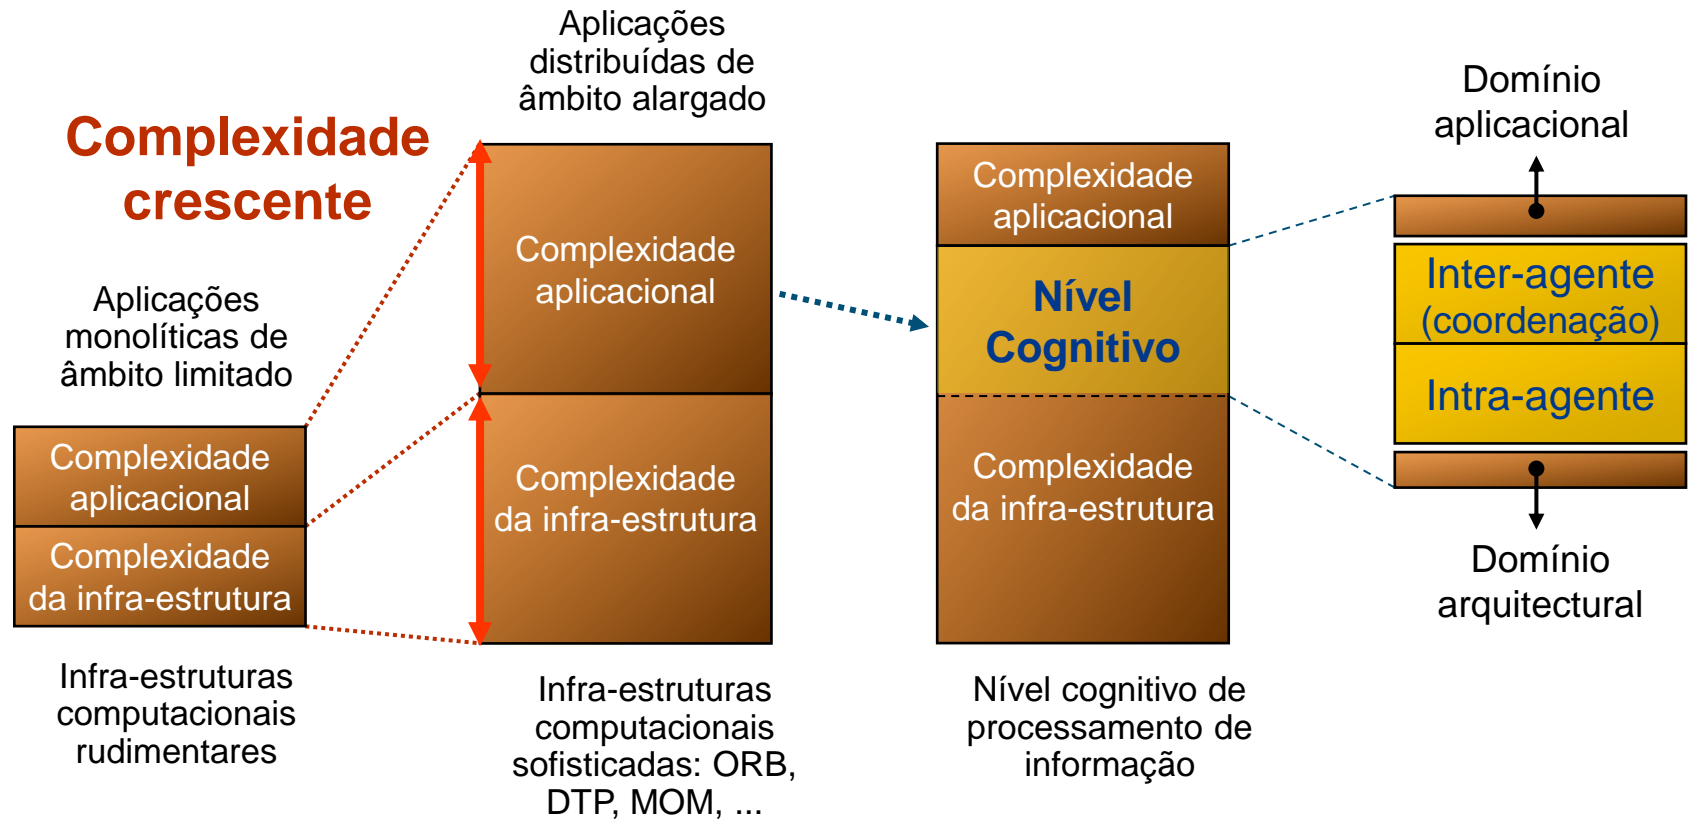 Complexidade
crescente
Aplicações
monolíticas de
âmbito limitado
Complexidade
aplicacional
Complexidade
da infra-estrutura
Infra-estruturas
computacionais
rudimentares
Aplicações
distribuídas de
âmbito alargado
Complexidade
aplicacional
Complexidade
da infra-estrutura
Infra-estruturas
computacionais
sofisticadas: ORB,
DTP, MOM, ...
Complexidade
aplicacional
Nível
Cognitivo
Complexidade
da infra-estrutura
Nível cognitivo de
processamento de
informação
Domínio
aplicacional
Inter-agente
(coordenação)
Intra-agente
Domínio
arquitectural